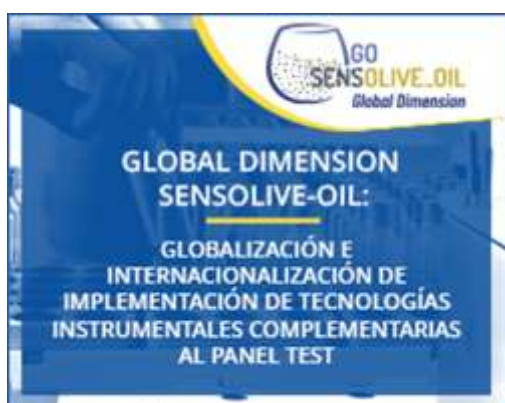 GO
SENSOLIVE_OIL
Global Dimension
GLOBAL DIMENSION
SENSOLIVE-OIL:
GLOBALIZACIÓN E
INTERNACIONALIZACIÓN DE
IMPLEMENTACIÓN DE TECNOLOGÍAS
INSTRUMENTALES COMPLEMENTARIAS
AL PANEL TEST